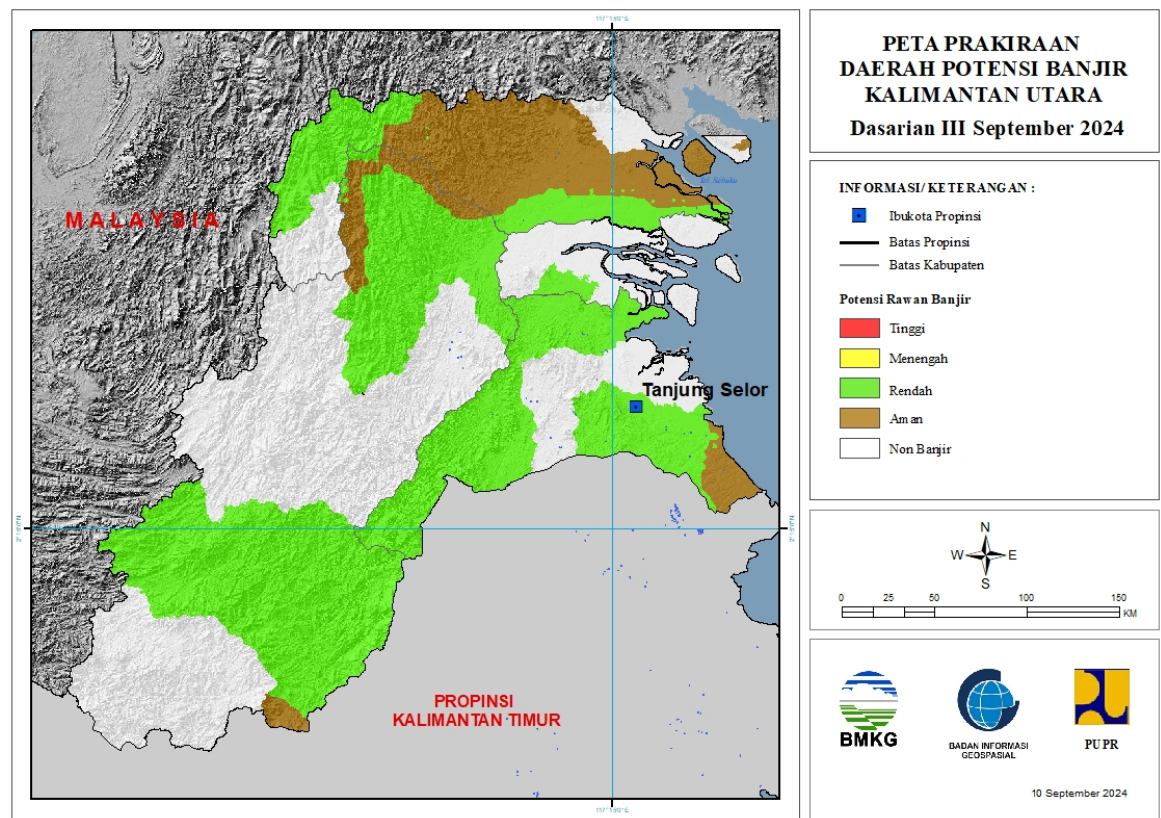 PETA PRAKIRAAN
DAERAH POTENSI BANJIR
KALIMANTAN UTARA
Dasarian III September 2024
INFORMASI/ KETERANGAN :
Ibukota Propinsi
Batas Propinsi
Batas Kabupaten
Potensi Rawan Banjir
Tinggi
Menengah
Rendah
Aman
Non Banjir
MALAYSIA
Tanjung Selor
PROPINSI
KALIMANTAN TIMUR
N
W E
S
0 25 50 100 150
KM
BMKG
BADAN INFORMASI
GEOSPASIAL
PUPR
10 September 2024